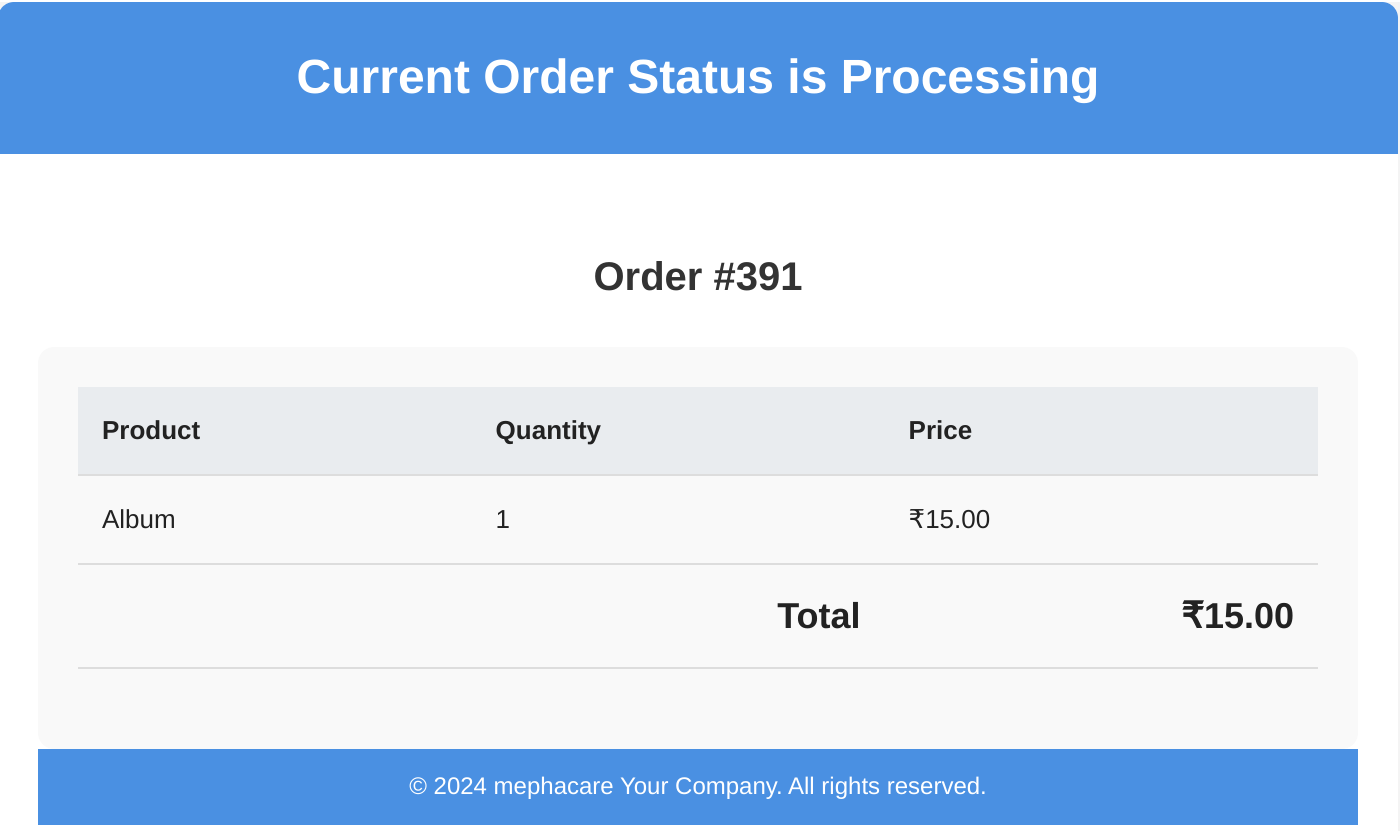 Current Order Status is Processing
Order #391
Product Quantity Price
Album 1 ₹15.00
Total ₹15.00
© 2024 mephacare Your Company. All rights reserved.